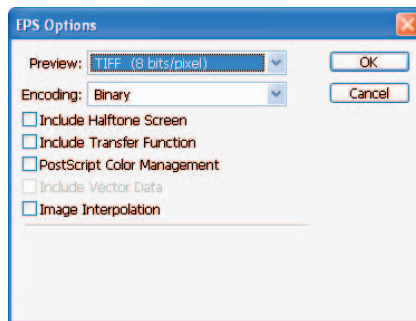 EPS Options
Preview: TIFF (8 bits/pixel) OK
Encoding: Binary Cancel
Include Halftone Screen
Include Transfer Function
PostScript Color Management
Include Vector Data
Image Interpolation